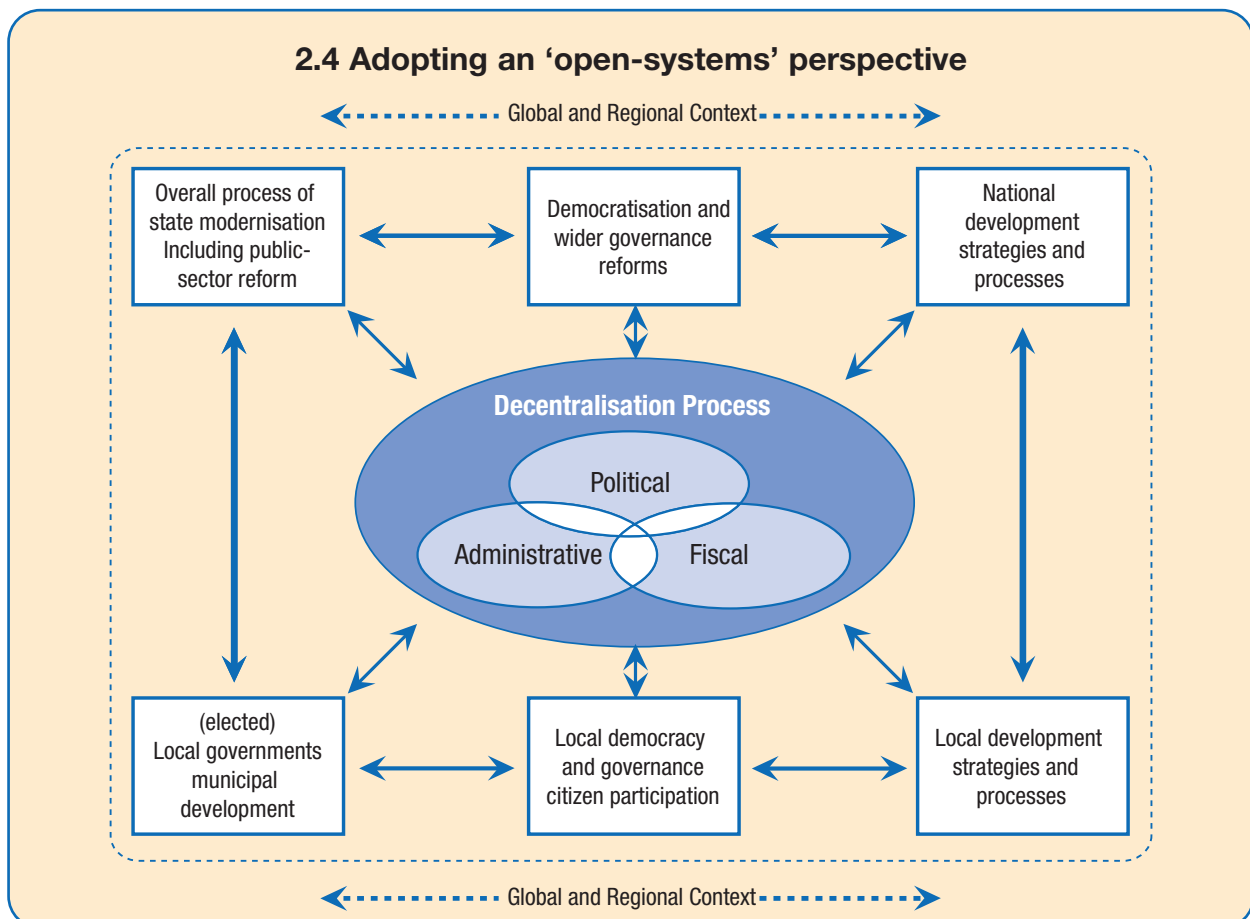 2.4 Adopting an ‘open-systems’ perspective
Global and Regional Context
Overall process of
state modernisation
Including public-
sector reform
Democratisation and
wider governance
reforms
National
development
strategies and
processes
Decentralisation Process
Political
Administrative
Fiscal
(elected)
Local governments
municipal
development
Local democracy
and governance
citizen participation
Local development
strategies and
processes
Global and Regional Context